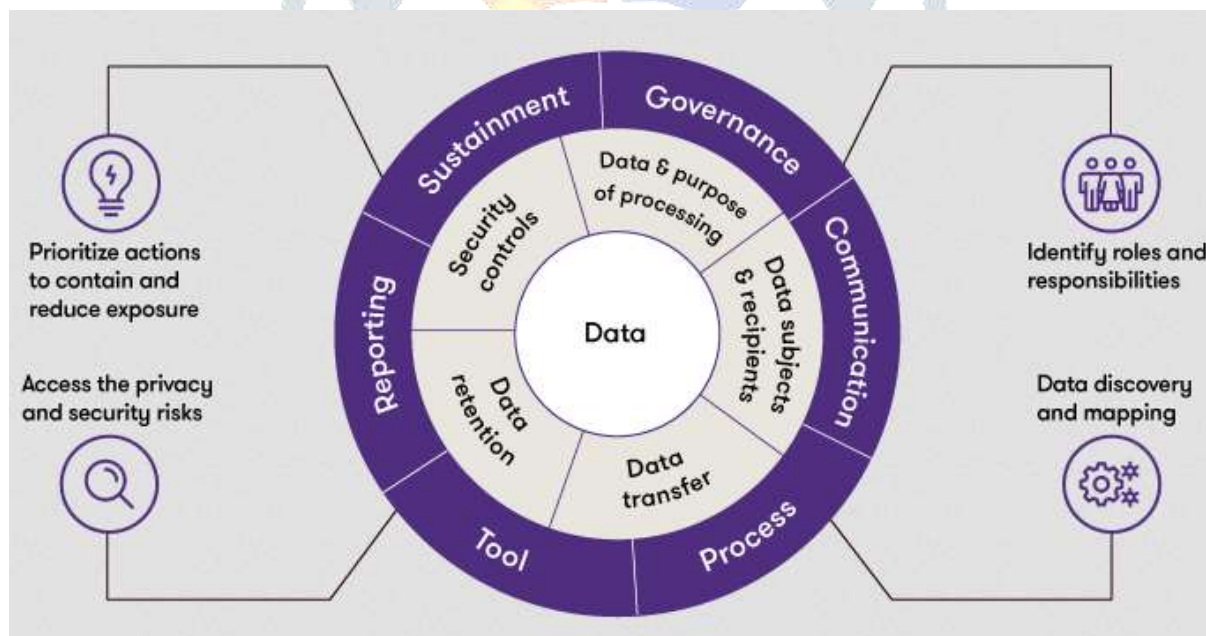 Sustainment
Governance
Communication
Process
Tool
Reporting
Data & purpose
of processing
Data subjects
& recipients
Data
transfer
Data
retention
Security
controls
Data
Prioritize actions
to contain and
reduce exposure
Access the privacy
and security risks
Identify roles and
responsibilities
Data discovery
and mapping